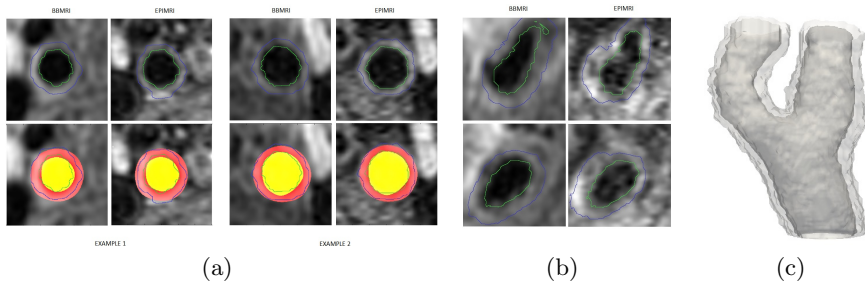 BBMRI EPIMRI BBMRI EPIMRI BBMRI EPIMRI
EXAMPLE 1 EXAMPLE 2
(a) (b) (c)